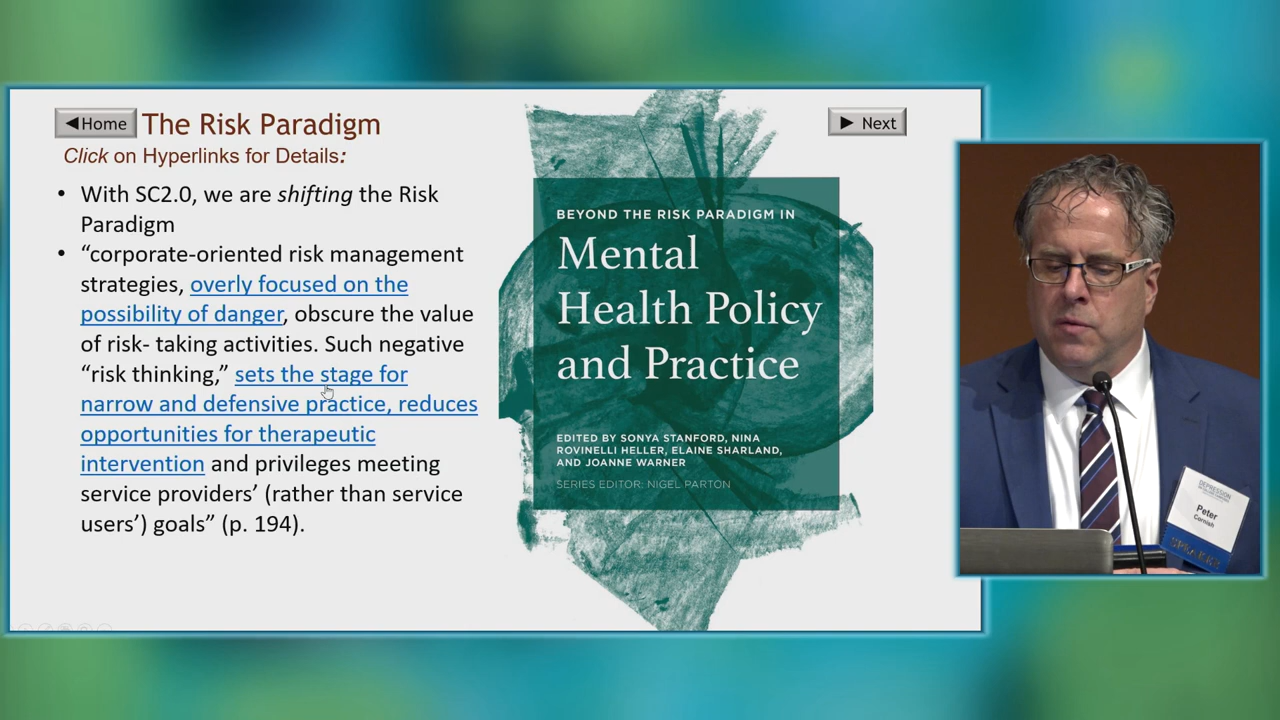 ◄Home
The Risk Paradigm
► Next
Click on Hyperlinks for Details:
• With SC2.0, we are shifting the Risk
Paradigm
• “corporate-oriented risk management
strategies, overly focused on the
possibility of danger, obscure the value
of risk- taking activities. Such negative
“risk thinking,” sets the stage for
narrow and defensive practice, reduces
opportunities for therapeutic
intervention and privileges meeting
service providers’ (rather than service
users’) goals” (p. 194).
BEYOND THE RISK PARADIGM IN
Mental
Health Policy
and Practice
EDITED BY SONYA STANFORD, NINA
ROVINELLI HELLER, ELAINE SHARLAND,
AND JOANNE WARNER
SERIES EDITOR: NIGEL PARTON
DEPRESSION
Peter
Cornish
SPEAKER